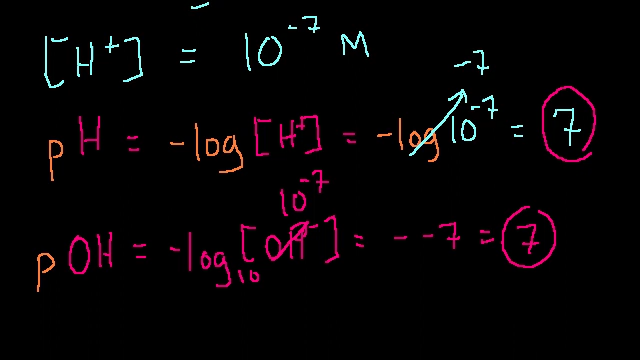 [H⁺] = 10⁻⁷ M
pH = -log [H⁺] = -log 10⁻⁷ = 7
-7
pOH = -log₁₀ [OH⁻] = - -7 = 7
10⁻⁷